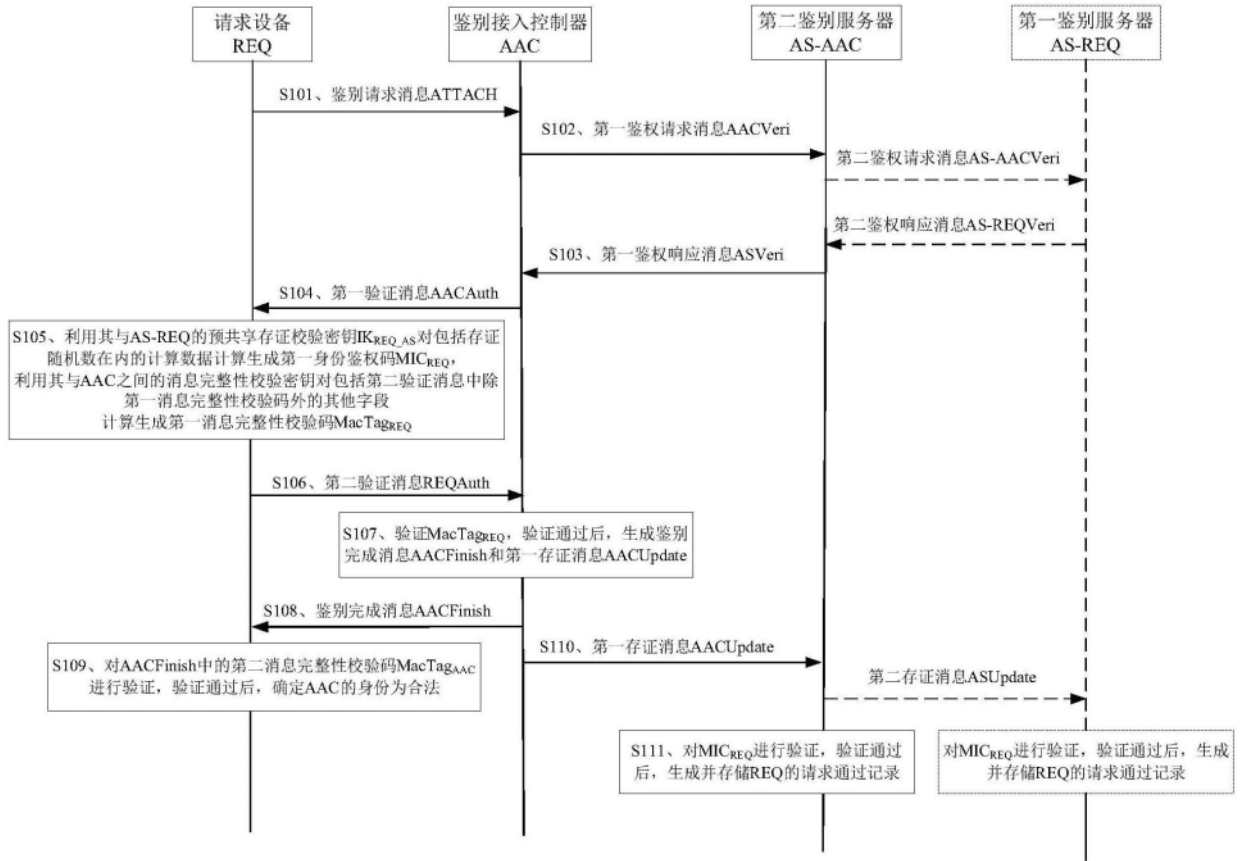 请求设备
REQ
鉴别接入控制器
AAC
第二鉴别服务器
AS-AAC
第一鉴别服务器
AS-REQ
S101、鉴别请求消息ATTACH
S102、第一鉴权请求消息AACVeri
第二鉴权请求消息AS-AACVeri
第二鉴权响应消息AS-REQVeri
S103、第一鉴权响应消息ASVeri
S104、第一验证消息AACAuth
S105、利用其与AS-REQ的预共享存证校验密钥IKREQ_AS对包括存证
随机数在内的计算数据计算生成第一身份鉴权码MICREQ，
利用其与AAC之间的消息完整性校验密钥对包括第二验证消息中除
第一消息完整性校验码外的其他字段
计算生成第一消息完整性校验码MacTagREQ
S106、第二验证消息REQAuth
S107、验证MacTagREQ，验证通过后，生成鉴别
完成消息AACFinish和第一存证消息AACUpdate
S108、鉴别完成消息AACFinish
S110、第一存证消息AACUpdate
S109、对AACFinish中的第二消息完整性校验码MacTagAAC
进行验证，验证通过后，确定AAC的身份为合法
第二存证消息ASUpdate
S111、对MICREQ进行验证，验证通过
后，生成并存储REQ的请求通过记录
对MICREQ进行验证，验证通过后，生成
并存储REQ的请求通过记录